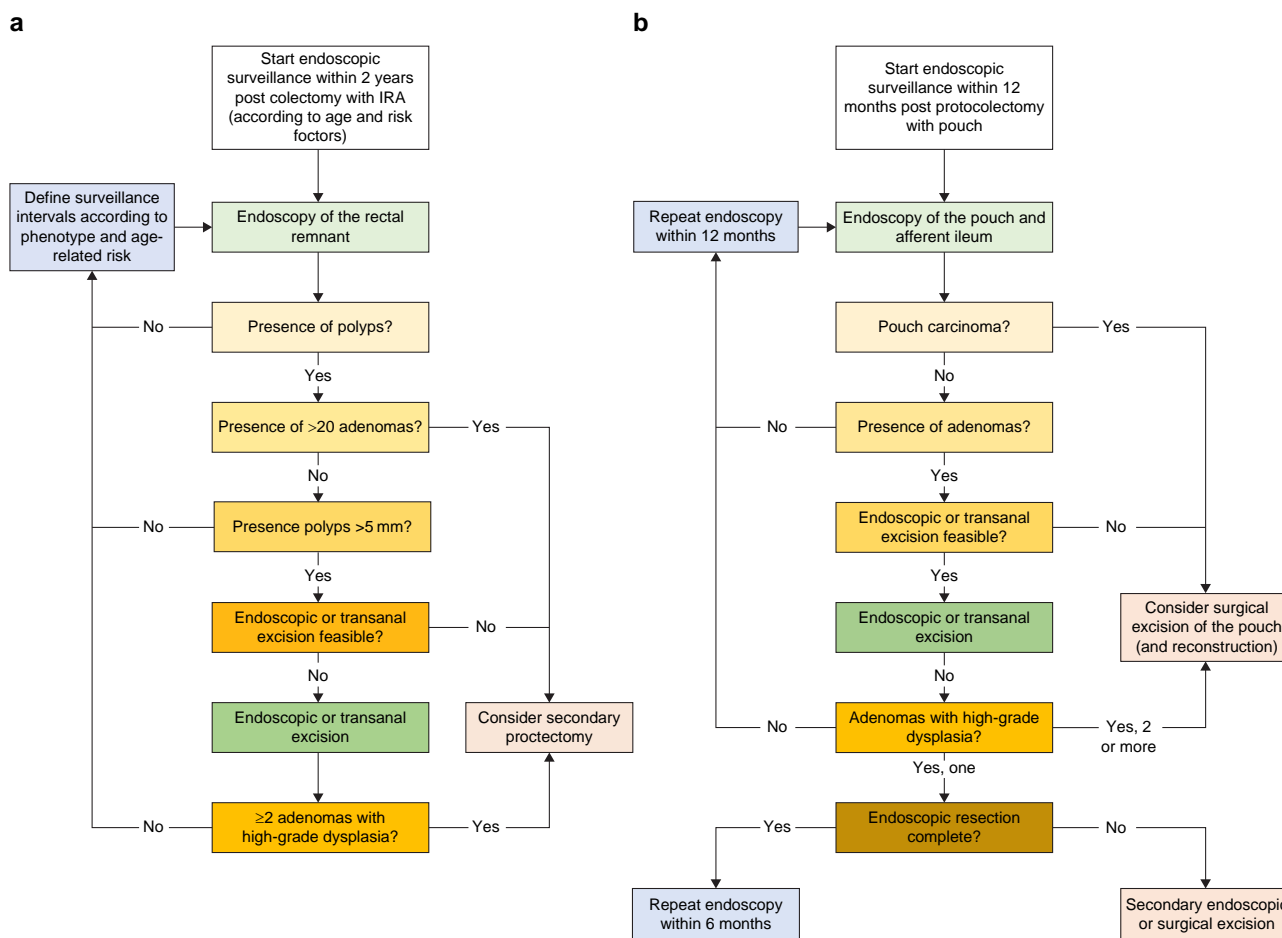 a
Start endoscopic
surveillance within 2 years
post colectomy with IRA
(according to age and risk
foctors)
Define surveillance
intervals according to
phenotype and age-
related risk
Endoscopy of the rectal
remnant
No
Presence of polyps?
Yes
Presence of >20 adenomas?
Yes
No
No
Presence polyps >5 mm?
Yes
Endoscopic or transanal
excision feasible?
No
No
Endoscopic or transanal
excision
Consider secondary
proctectomy
No
≥2 adenomas with
high-grade dysplasia?
Yes
b
Start endoscopic
surveillance within 12
months post protocolectomy
with pouch
Repeat endoscopy
within 12 months
Endoscopy of the pouch and
afferent ileum
Pouch carcinoma?
Yes
No
No
Presence of adenomas?
Yes
Endoscopic or transanal
excision feasible?
No
Yes
Endoscopic or transanal
excision
Consider surgical
excision of the pouch
(and reconstruction)
No
No
Adenomas with high-grade
dysplasia?
Yes, 2
or more
Yes, one
Yes
Endoscopic resection
complete?
No
Repeat endoscopy
within 6 months
Secondary endoscopic
or surgical excision